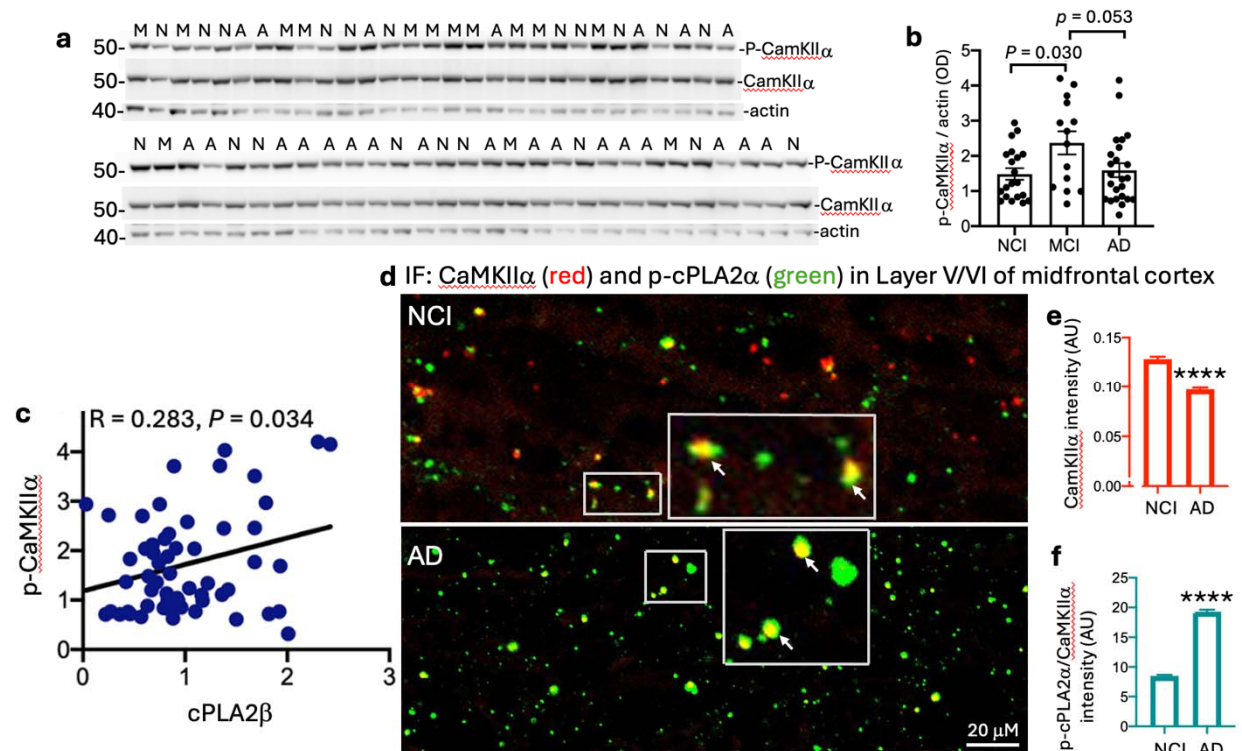 a
M N M N N A A M M N N A N M M M M A M M N N M N A N A N A
50-
-P-CamKIIα
50-
-CamKIIα
40-
-actin
N M A A N N A A A A A N A N N A M A A N A A A M N A A A N
50-
-P-CamKIIα
50-
-CamKII α
40-
-actin
b
p = 0.053
P = 0.030
p-CaMKIIα / actin (OD)
5
4
3
2
1
0
NCI MCI AD
c
R = 0.283, P = 0.034
p-CaMKIIα
4
3
2
1
0
0 1 2 3
cPLA2β
d IF: CaMKIIα (red) and p-cPLA2α (green) in Layer V/VI of midfrontal cortex
NCI
AD
20 μM
e
CamKIIα intensity (AU)
0.15
0.10
0.05
0.00
****
NCI AD
f
p-cPLA2α/CaMKIIα
intensity (AU)
25
20
15
10
5
0
****
NCI AD